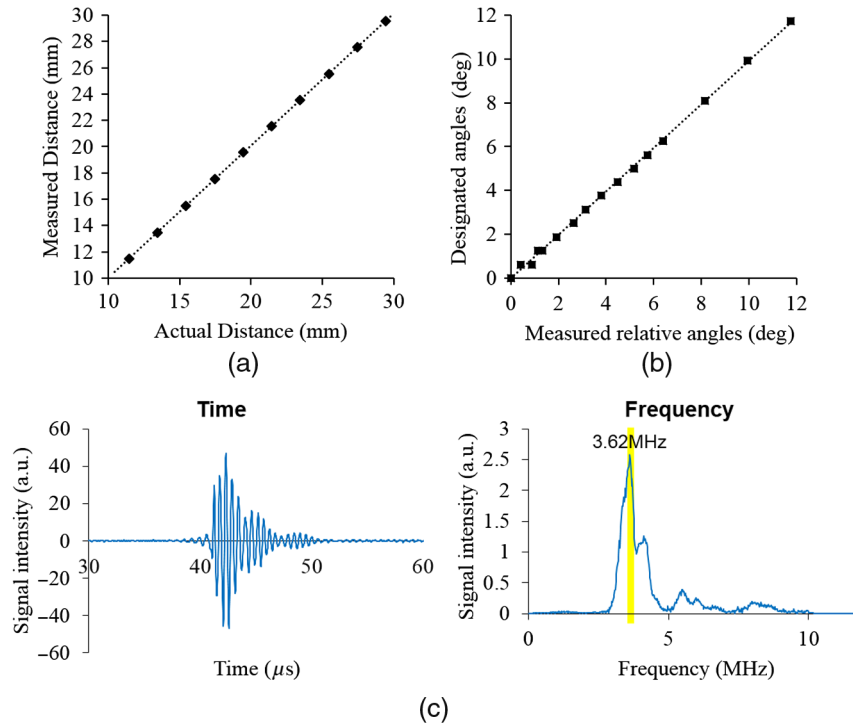 30
28
26
24
22
20
18
16
14
12
10
10 15 20 25 30
Measured Distance (mm)
Actual Distance (mm)
(a)
12
10
8
6
4
2
0
0 2 4 6 8 10 12
Designated angles (deg)
Measured relative angles (deg)
(b)
Time
60
40
20
0
−20
−40
−60
30 40 50 60
Signal intensity (a.u.)
Time (μs)
Frequency
3.62MHz
3
2.5
2
1.5
1
0.5
0
0 5 10
Signal intensity (a.u.)
Frequency (MHz)
(c)